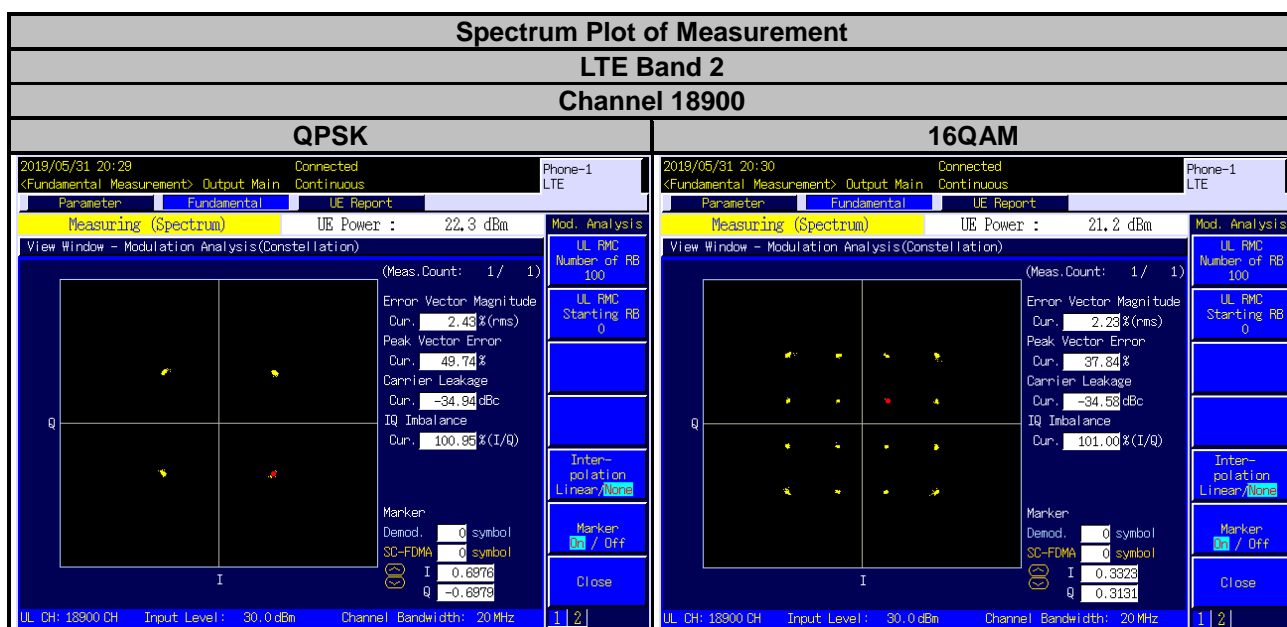 Spectrum Plot of Measurement
LTE Band 2
Channel 18900
QPSK
16QAM
2019/05/31 20:29 Connected
<Fundamental Measurement> Output Main Continuous
Phone-1
LTE
Parameter Fundamental UE Report
Measuring (Spectrum) UE Power : 22.3 dBm
Mod. Analysis
View Window - Modulation Analysis(Constellation)
(Meas.Count: 1/ 1)
Error Vector Magnitude
Cur. 2.43 %(rms)
Peak Vector Error
Cur. 49.74 %
Carrier Leakage
Cur. -34.94 dBc
IQ Imbalance
Cur. 100.95 %(I/Q)
Q
I
Marker
Demod. 0 symbol
SC-FDMA 0 symbol
I 0.6976
Q -0.6979
UL RMC
Number of RB
100
UL RMC
Starting RB
0
Inter-
polation
Linear/None
Marker
On / Off
Close
UL CH: 18900 CH Input Level: 30.0 dBm Channel Bandwidth: 20 MHz
1 2
2019/05/31 20:30 Connected
<Fundamental Measurement> Output Main Continuous
Phone-1
LTE
Parameter Fundamental UE Report
Measuring (Spectrum) UE Power : 21.2 dBm
Mod. Analysis
View Window - Modulation Analysis(Constellation)
(Meas.Count: 1/ 1)
Error Vector Magnitude
Cur. 2.23 %(rms)
Peak Vector Error
Cur. 37.84 %
Carrier Leakage
Cur. -34.58 dBc
IQ Imbalance
Cur. 101.00 %(I/Q)
Q
I
Marker
Demod. 0 symbol
SC-FDMA 0 symbol
I 0.3323
Q 0.3131
UL RMC
Number of RB
100
UL RMC
Starting RB
0
Inter-
polation
Linear/None
Marker
On / Off
Close
UL CH: 18900 CH Input Level: 30.0 dBm Channel Bandwidth: 20 MHz
1 2